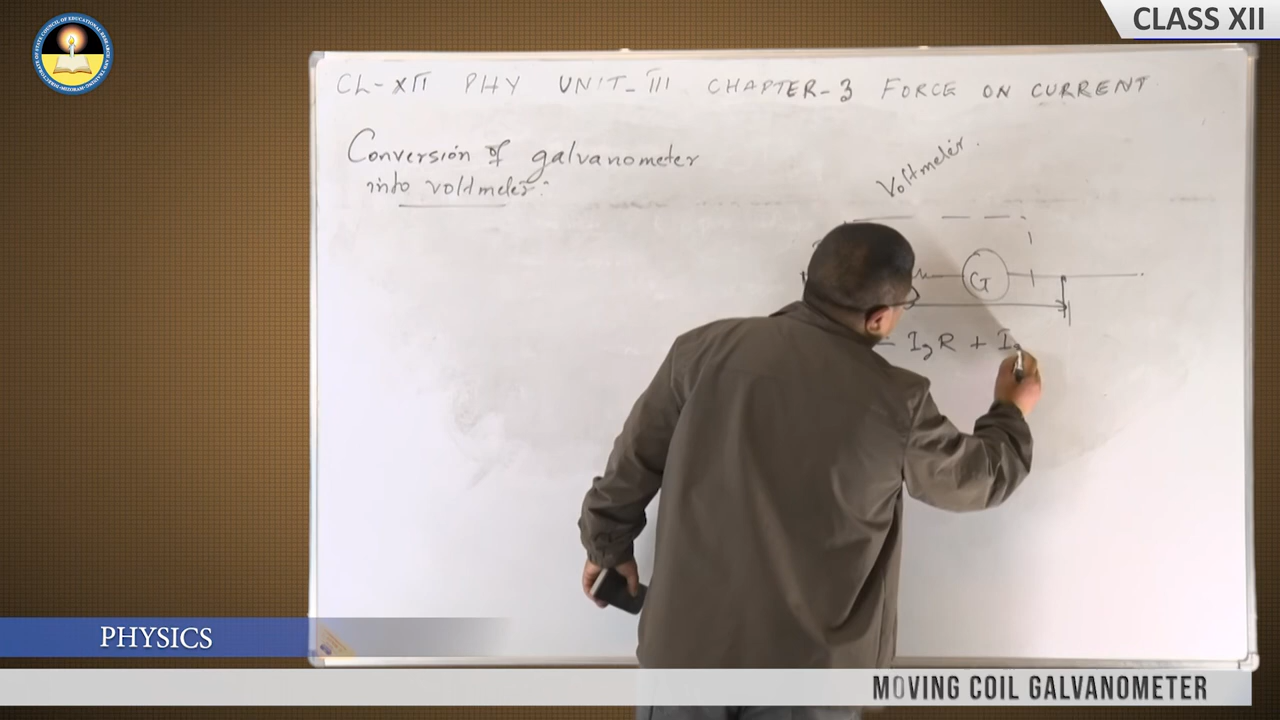 CLASS XII
CL-XII PHY UNIT-III CHAPTER-3 FORCE ON CURRENT
Conversion of galvanometer
into voltmeter:
Voltmeter.
G
= IgR + I
PHYSICS
MOVING COIL GALVANOMETER